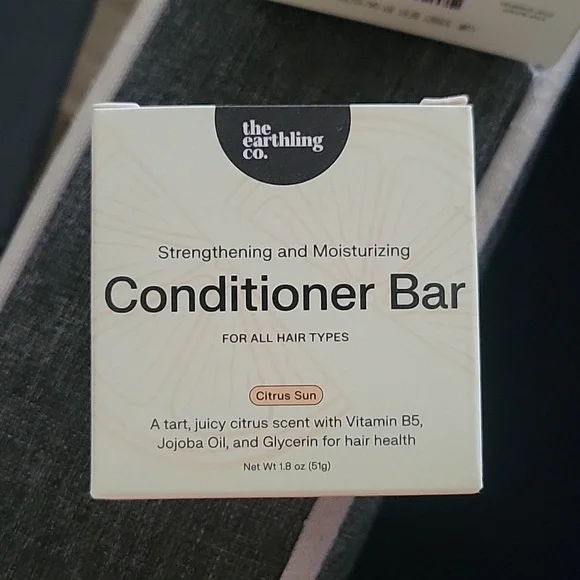 the
earthling
co.
Strengthening and Moisturizing
Conditioner Bar
FOR ALL HAIR TYPES
Citrus Sun
A tart, juicy citrus scent with Vitamin B5,
Jojoba Oil, and Glycerin for hair health
Net Wt 1.8 oz (51g)